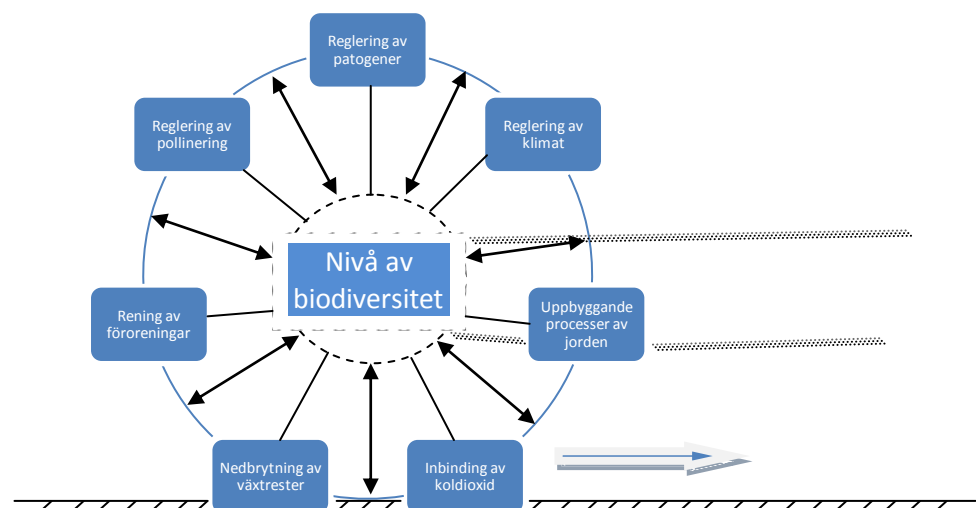 Reglering av
patogener
Reglering av
pollinering
Reglering av
klimat
Nivå av
biodiversitet
Rening av
föroreningar
Uppbyggande
processer av
jorden
Nedbrytning av
växtrester
Inbinding av
koldioxid